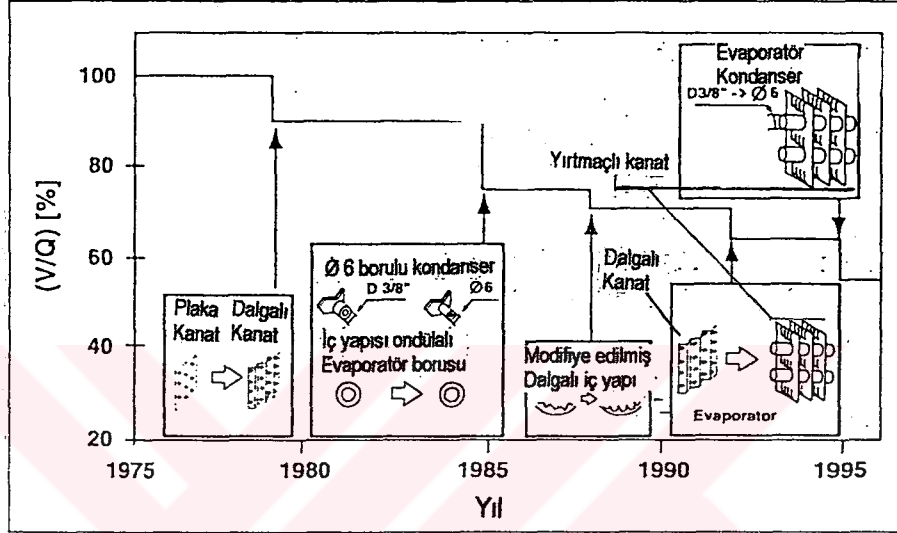 (V/Q) [%]
100
80
60
40
20
1975
1980
1985
1990
1995
Yıl
Plaka
Kanat
Dalgalı
Kanat
Ø 6 borulu kondanser
D 3/8"
Ø 6
İç yapısı ondülalı
Evaporatör borusu
Modifiye edilmiş
Dalgalı iç yapı
Yırtmaçlı kanat
Dalgalı
Kanat
Evaporator
Evaporatör
Kondanser
D 3/8" -> Ø 6